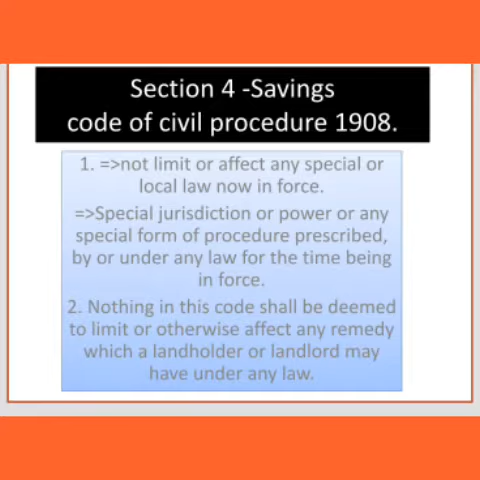 Section 4 -Savings
code of civil procedure 1908.
1. =>not limit or affect any special or
local law now in force.
=>Special jurisdiction or power or any
special form of procedure prescribed,
by or under any law for the time being
in force.
2. Nothing in this code shall be deemed
to limit or otherwise affect any remedy
which a landholder or landlord may
have under any law.